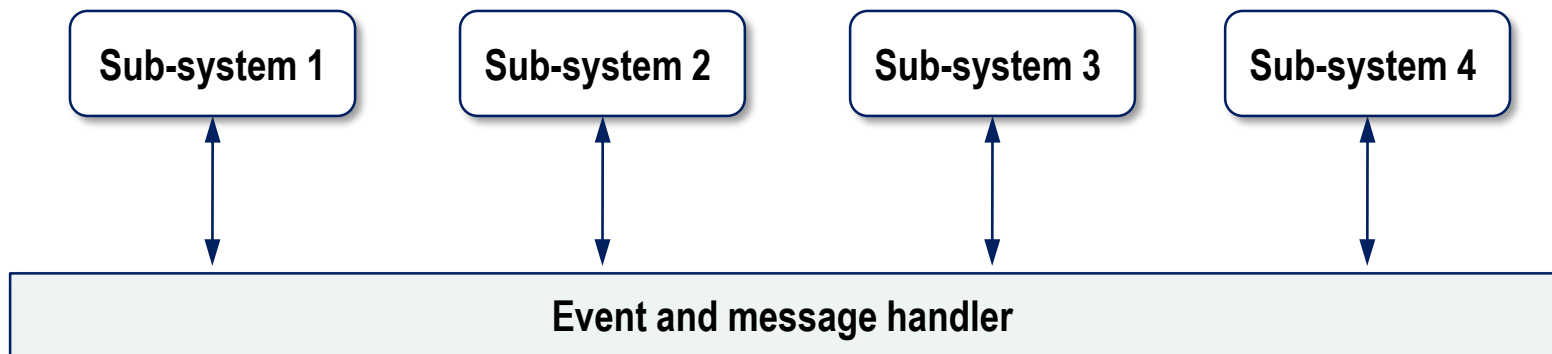 Sub-system 1
Sub-system 2
Sub-system 3
Sub-system 4
Event and message handler